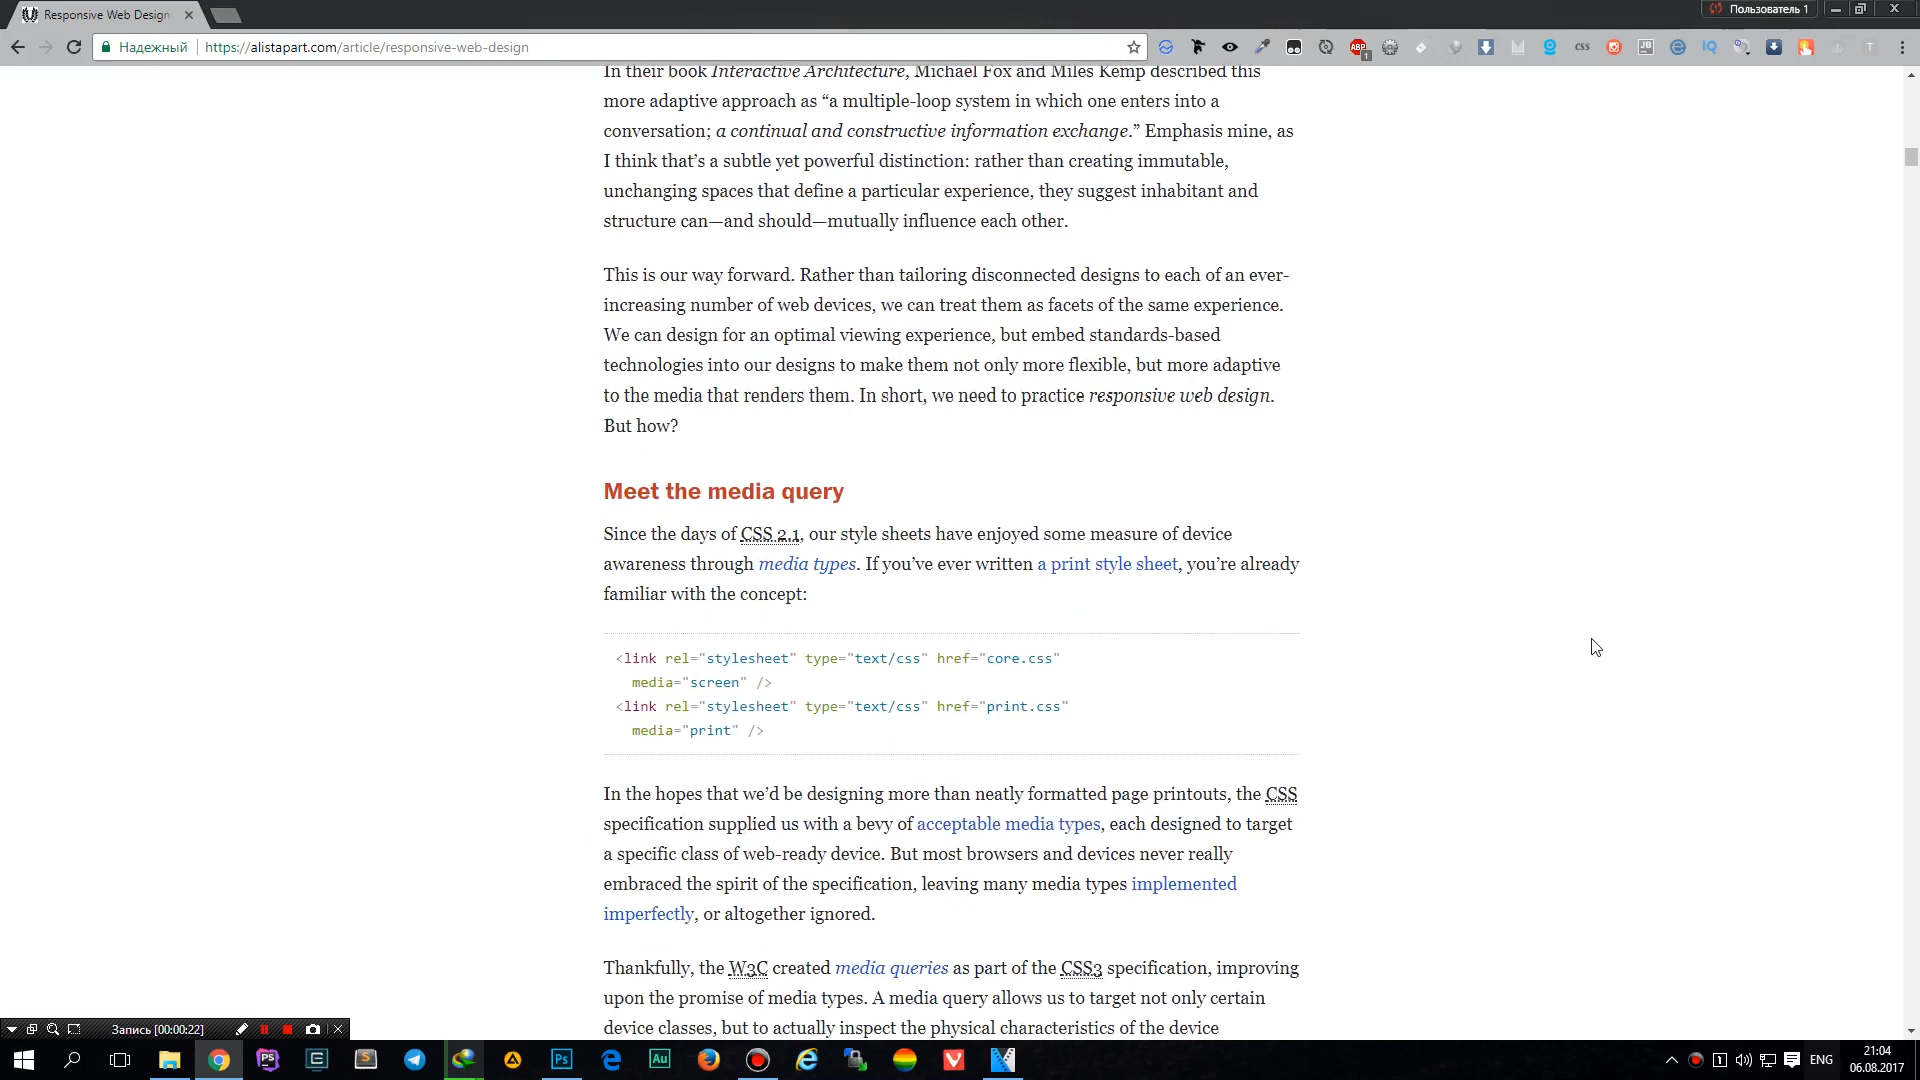 Responsive Web Design
Пользователь 1
Надежный
https://alistapart.com/article/responsive-web-design
ABP
1
CSS
JB
IQ
T
In their book Interactive Architecture, Michael Fox and Miles Kemp described this
more adaptive approach as “a multiple-loop system in which one enters into a
conversation; a continual and constructive information exchange.” Emphasis mine, as
I think that’s a subtle yet powerful distinction: rather than creating immutable,
unchanging spaces that define a particular experience, they suggest inhabitant and
structure can—and should—mutually influence each other.
This is our way forward. Rather than tailoring disconnected designs to each of an ever-
increasing number of web devices, we can treat them as facets of the same experience.
We can design for an optimal viewing experience, but embed standards-based
technologies into our designs to make them not only more flexible, but more adaptive
to the media that renders them. In short, we need to practice responsive web design.
But how?
Meet the media query
Since the days of CSS 2.1, our style sheets have enjoyed some measure of device
awareness through media types. If you’ve ever written a print style sheet, you’re already
familiar with the concept:
<link rel="stylesheet" type="text/css" href="core.css"
media="screen" />
<link rel="stylesheet" type="text/css" href="print.css"
media="print" />
In the hopes that we’d be designing more than neatly formatted page printouts, the CSS
specification supplied us with a bevy of acceptable media types, each designed to target
a specific class of web-ready device. But most browsers and devices never really
embraced the spirit of the specification, leaving many media types implemented
imperfectly, or altogether ignored.
Thankfully, the W3C created media queries as part of the CSS3 specification, improving
upon the promise of media types. A media query allows us to target not only certain
device classes, but to actually inspect the physical characteristics of the device
Запись [00:00:22]
PS
S
Ps
Au
ENG
21:04
06.08.2017